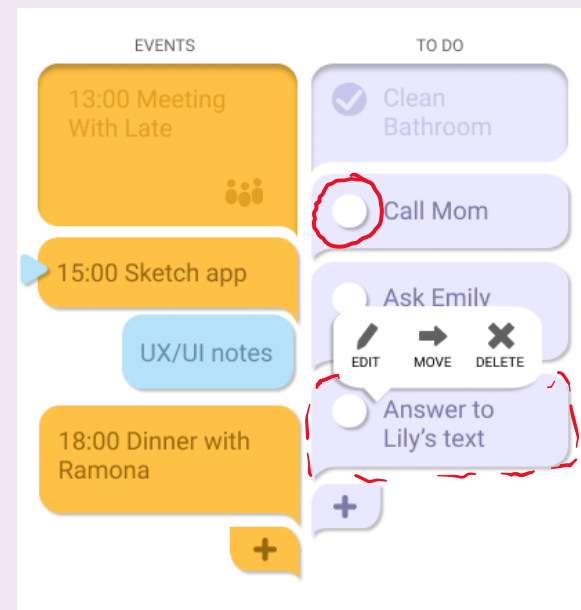 EVENTS
13:00 Meeting
With Late
15:00 Sketch app
UX/UI notes
18:00 Dinner with
Ramona
+
TO DO
Clean
Bathroom
Call Mom
Ask Emily
EDIT MOVE DELETE
Answer to
Lily's text
+